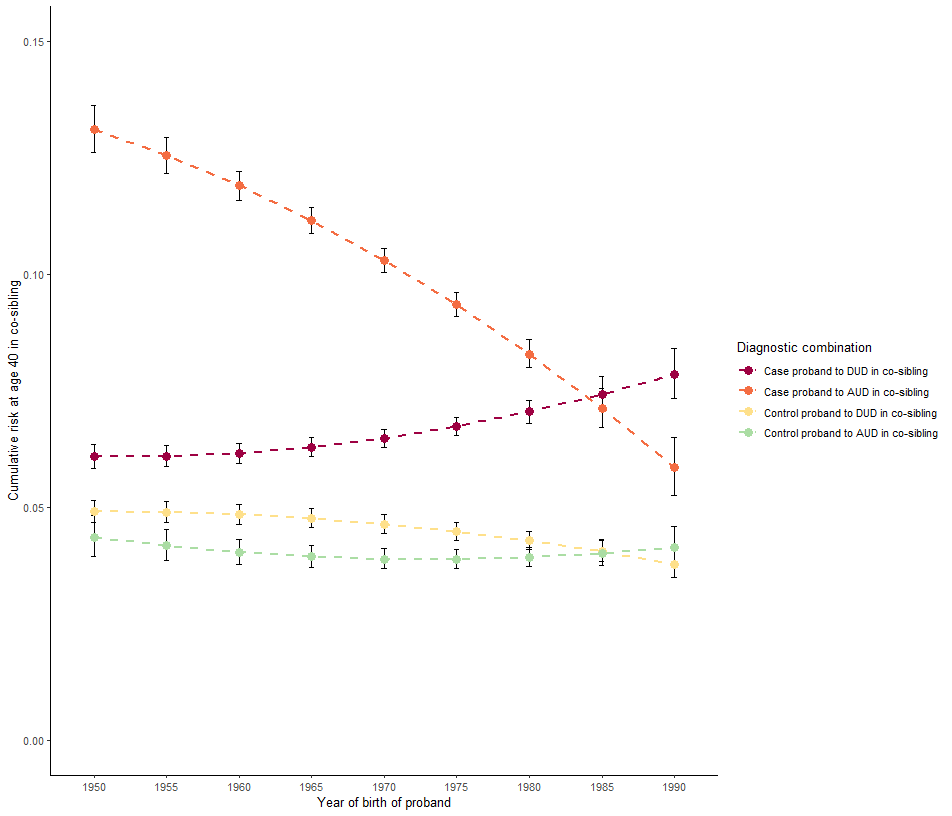 0.15
0.10
0.05
0.00
Cumulative risk at age 40 in co-sibling
1950 1955 1960 1965 1970 1975 1980 1985 1990
Year of birth of proband
Diagnostic combination
Case proband to DUD in co-sibling
Case proband to AUD in co-sibling
Control proband to DUD in co-sibling
Control proband to AUD in co-sibling